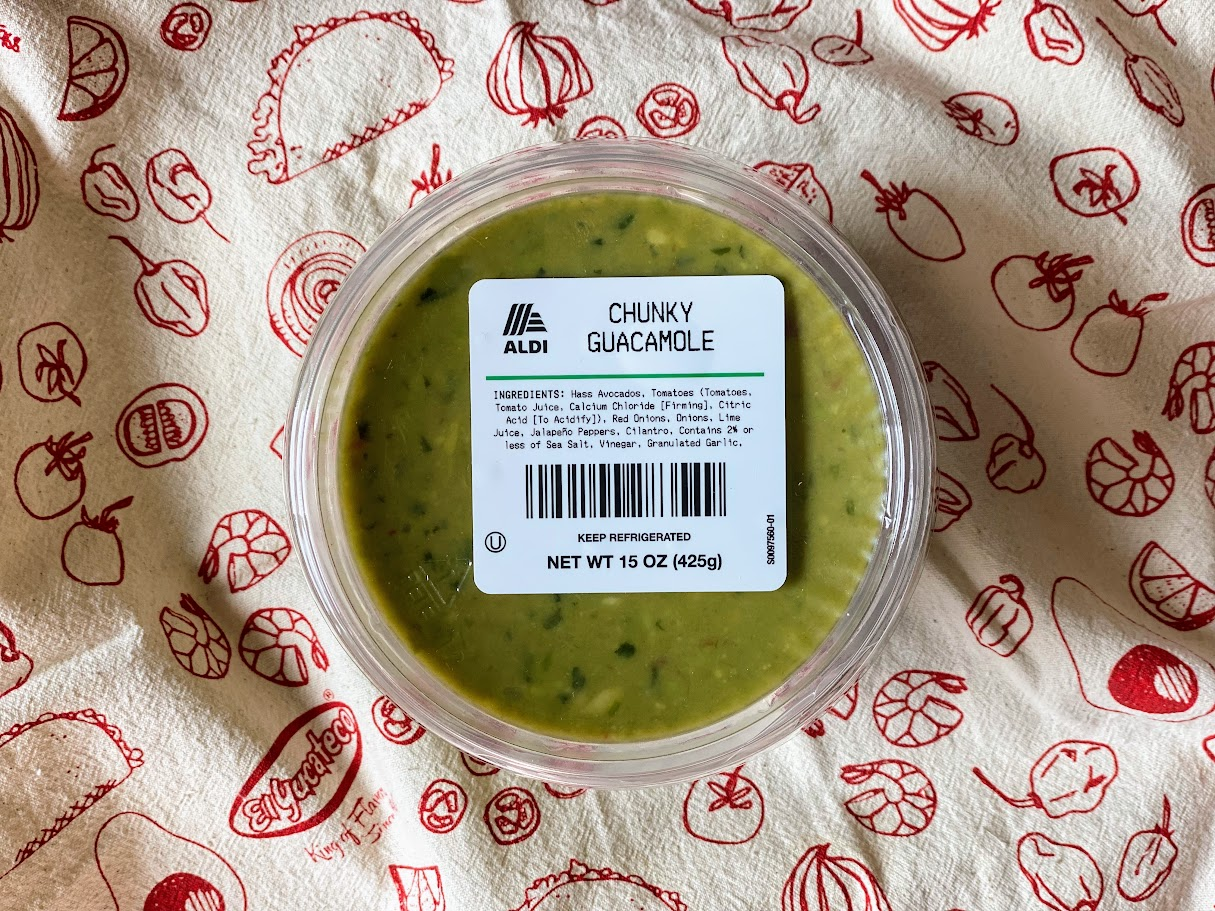 ALDI
CHUNKY
GUACAMOLE
INGREDIENTS: Hass Avocados, Tomatoes (Tomatoes,
Tomato Juice, Calcium Chloride [Firming], Citric
Acid [To Acidify]), Red Onions, Onions, Lime
Juice, Jalapeño Peppers, Cilantro, Contains 2% or
less of Sea Salt, Vinegar, Granulated Garlic.
KEEP REFRIGERATED
U
NET WT 15 OZ (425g)
S0097560-01
El Yucateco®
King of Flavor